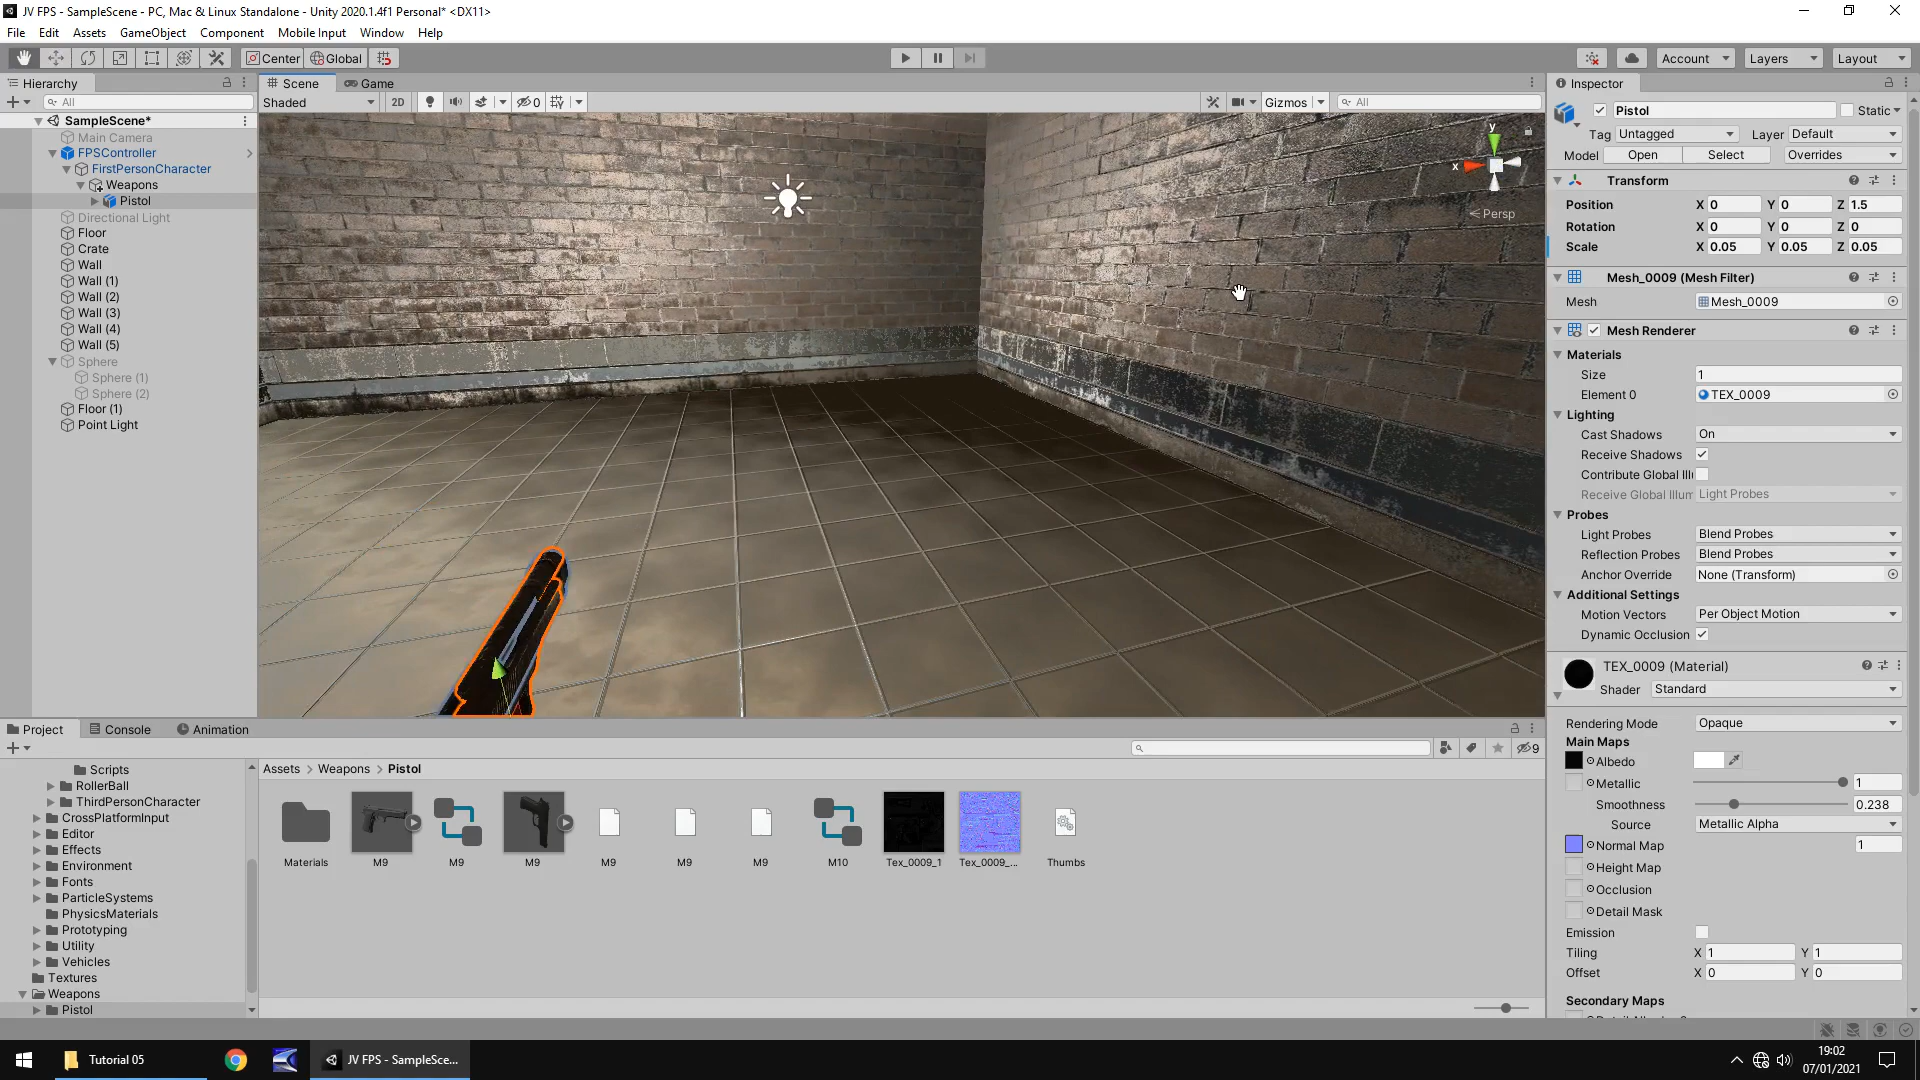 JV FPS - SampleScene - PC, Mac & Linux Standalone - Unity 2020.1.4f1 Personal* <DX11>
File Edit Assets GameObject Component Mobile Input Window Help
Center Global Account Layers Layout
Hierarchy
All
SampleScene*
Main Camera
FPSController
FirstPersonCharacter
Weapons
Pistol
Directional Light
Floor
Crate
Wall
Wall (1)
Wall (2)
Wall (3)
Wall (4)
Wall (5)
Sphere
Sphere (1)
Sphere (2)
Floor (1)
Point Light
Scene Game
Shaded 2D 0 Gizmos All
y
x
Persp
Inspector
Pistol Static
Tag Untagged Layer Default
Model Open Select Overrides
Transform
Position X 0 Y 0 Z 1.5
Rotation X 0 Y 0 Z 0
Scale X 0.05 Y 0.05 Z 0.05
Mesh_0009 (Mesh Filter)
Mesh Mesh_0009
Mesh Renderer
Materials
Size 1
Element 0 TEX_0009
Lighting
Cast Shadows On
Receive Shadows
Contribute Global Illu
Receive Global Illum Light Probes
Probes
Light Probes Blend Probes
Reflection Probes Blend Probes
Anchor Override None (Transform)
Additional Settings
Motion Vectors Per Object Motion
Dynamic Occlusion
TEX_0009 (Material)
Shader Standard
Rendering Mode Opaque
Main Maps
Albedo
Metallic 1
Smoothness 0.238
Source Metallic Alpha
Normal Map 1
Height Map
Occlusion
Detail Mask
Emission
Tiling X 1 Y 1
Offset X 0 Y 0
Secondary Maps
Project Console Animation
9
Scripts
RollerBall
ThirdPersonCharacter
CrossPlatformInput
Editor
Effects
Environment
Fonts
ParticleSystems
PhysicsMaterials
Prototyping
Utility
Vehicles
Textures
Weapons
Pistol
Assets > Weapons > Pistol
Materials M9 M9 M9 M9 M9 M9 M10 Tex_0009_1 Tex_0009_... Thumbs
Tutorial 05
JV FPS - SampleSce...
19:02
07/01/2021